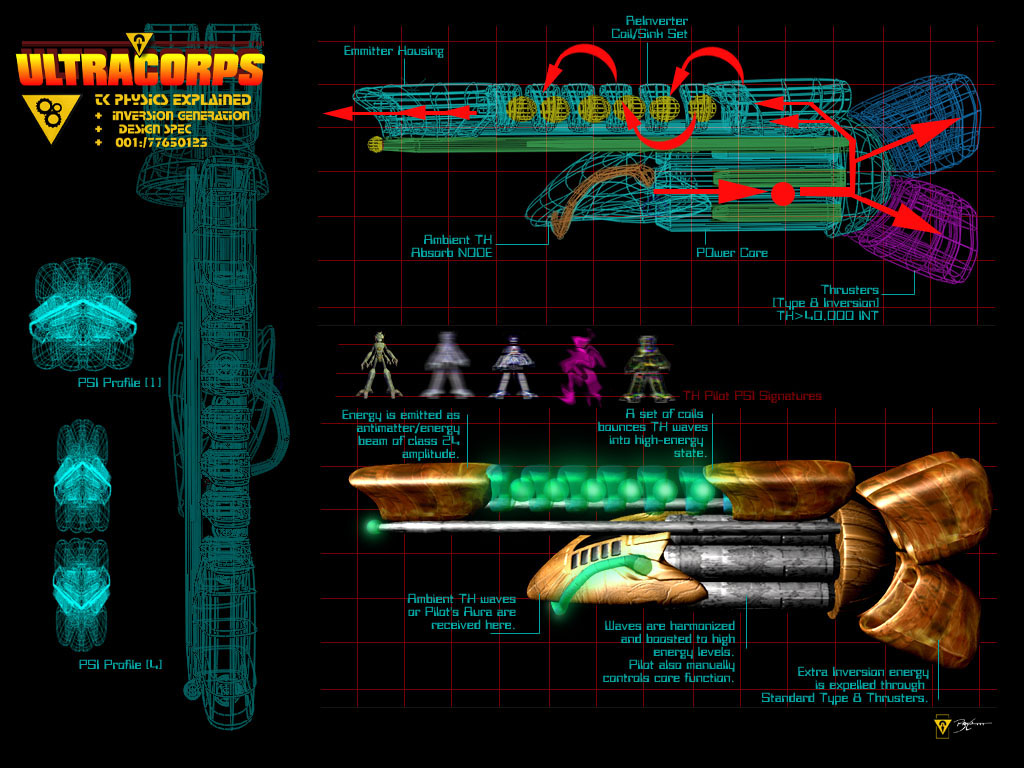 ULTRACORPS
TK PHYSICS EXPLAINED
+ INVERSION GENERATION
+ DESIGN SPEC
+ 001:/77650123
ReInverter
Coil/Sink Set
Emmitter Housing
Ambient TH
Absorb NODE
P0wer Core
Thrusters
[Type 8 Inversion]
TH>40,000 INT
PSI Profile [1]
PSI Profile [4]
TH Pilot PSI Signatures
Energy is emitted as
antimatter/energy
beam of class 24
amplitude.
A set of coils
bounces TH waves
into high-energy
state.
Ambient TH waves
or Pilot's Aura are
received here.
Waves are harmonized
and boosted to high
energy levels.
Pilot also manually
controls core function.
Extra Inversion energy
is expelled through
Standard Type 8 Thrusters.